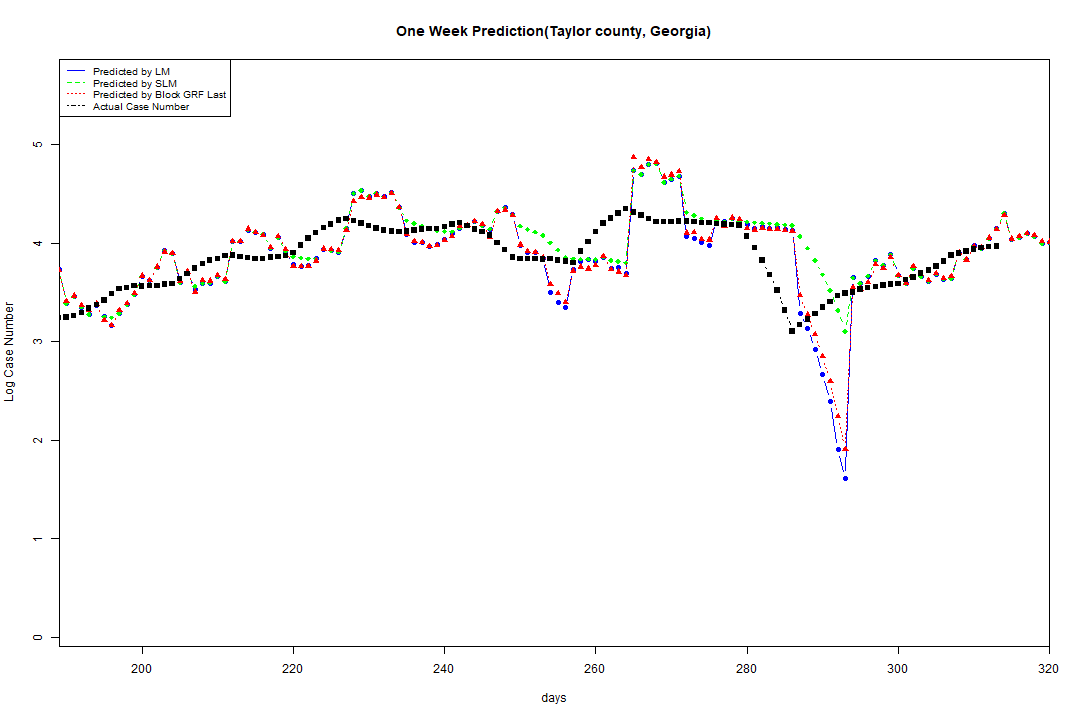 One Week Prediction(Taylor county, Georgia)
Predicted by LM
Predicted by SLM
Predicted by Block GRF Last
Actual Case Number
5
4
3
2
1
0
Log Case Number
200 220 240 260 280 300 320
days